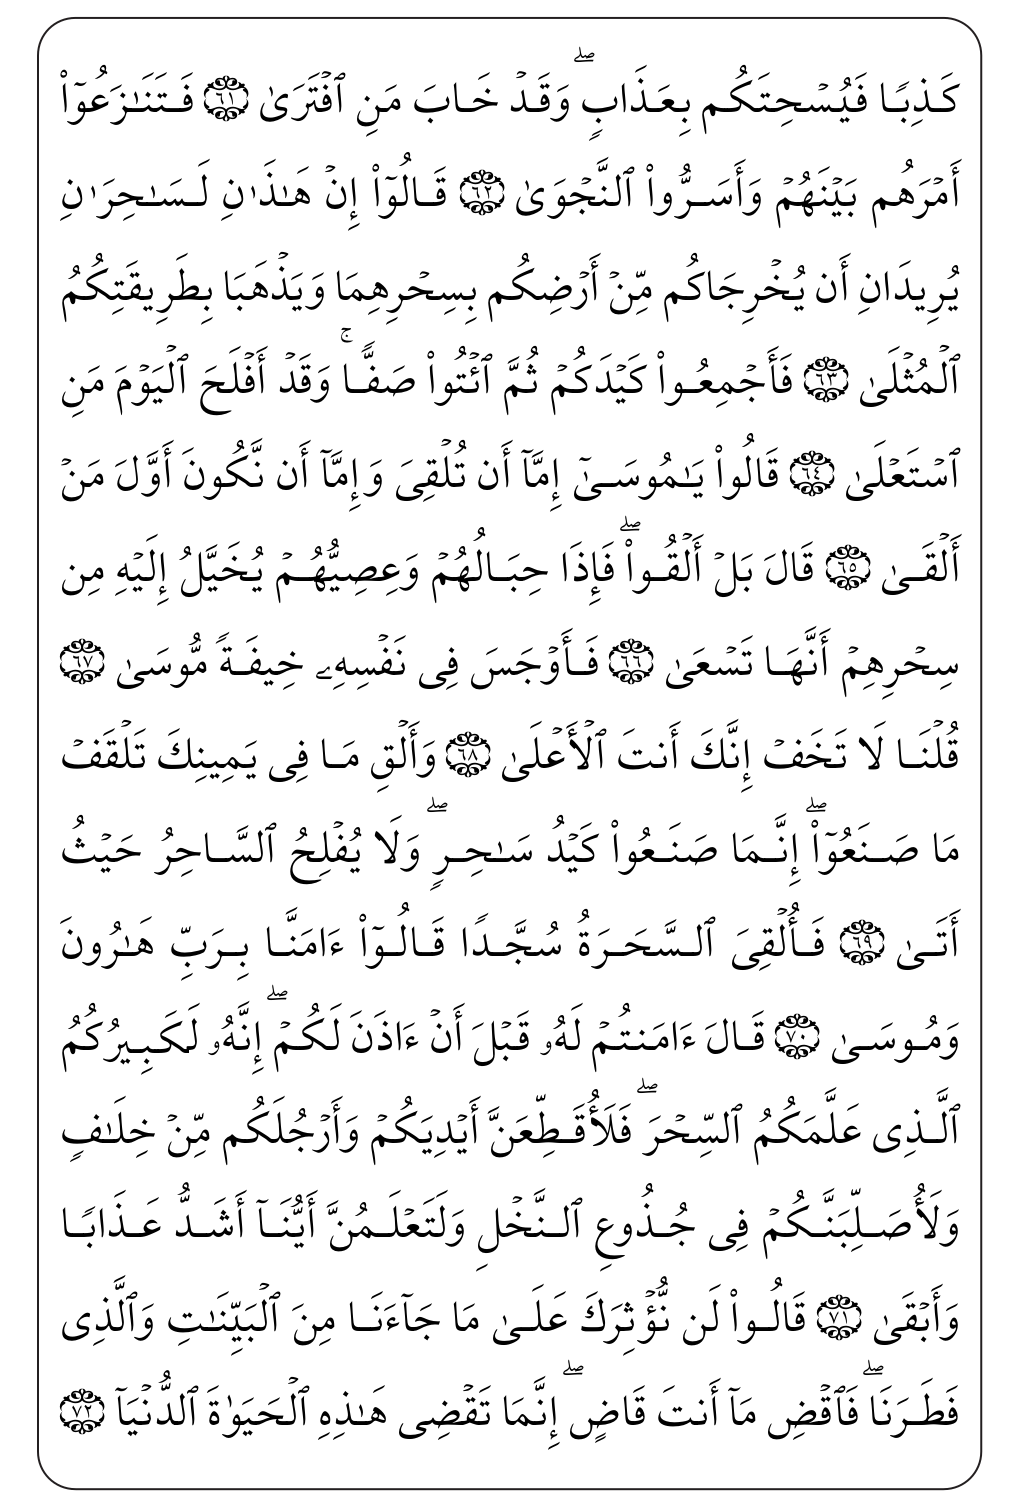 كَذِبٗا فَيُسۡحِتَكُم بِعَذَابٖۖ وَقَدۡ خَابَ مَنِ ٱفۡتَرَىٰ ٦١ فَتَنَٰزَعُوٓاْ
أَمۡرَهُم بَيۡنَهُمۡ وَأَسَرُّواْ ٱلنَّجۡوَىٰ ٦٢ قَالُوٓاْ إِنۡ هَٰذَٰنِ لَسَٰحِرَٰنِ
يُرِيدَانِ أَن يُخۡرِجَاكُم مِّنۡ أَرۡضِكُم بِسِحۡرِهِمَا وَيَذۡهَبَا بِطَرِيقَتِكُمُ
ٱلۡمُثۡلَىٰ ٦٣ فَأَجۡمِعُواْ كَيۡدَكُمۡ ثُمَّ ٱئۡتُواْ صَفّٗاۚ وَقَدۡ أَفۡلَحَ ٱلۡيَوۡمَ مَنِ
ٱسۡتَعۡلَىٰ ٦٤ قَالُواْ يَٰمُوسَىٰٓ إِمَّآ أَن تُلۡقِيَ وَإِمَّآ أَن نَّكُونَ أَوَّلَ مَنۡ
أَلۡقَىٰ ٦٥ قَالَ بَلۡ أَلۡقُواْۖ فَإِذَا حِبَالُهُمۡ وَعِصِيُّهُمۡ يُخَيَّلُ إِلَيۡهِ مِن
سِحۡرِهِمۡ أَنَّهَا تَسۡعَىٰ ٦٦ فَأَوۡجَسَ فِي نَفۡسِهِۦ خِيفَةٗ مُّوسَىٰ ٦٧
قُلۡنَا لَا تَخَفۡ إِنَّكَ أَنتَ ٱلۡأَعۡلَىٰ ٦٨ وَأَلۡقِ مَا فِي يَمِينِكَ تَلۡقَفۡ
مَا صَنَعُوٓاْۖ إِنَّمَا صَنَعُواْ كَيۡدُ سَٰحِرٖۖ وَلَا يُفۡلِحُ ٱلسَّاحِرُ حَيۡثُ
أَتَىٰ ٦٩ فَأُلۡقِيَ ٱلسَّحَرَةُ سُجَّدٗا قَالُوٓاْ ءَامَنَّا بِرَبِّ هَٰرُونَ
وَمُوسَىٰ ٧٠ قَالَ ءَامَنتُمۡ لَهُۥ قَبۡلَ أَنۡ ءَاذَنَ لَكُمۡۖ إِنَّهُۥ لَكَبِيرُكُمُ
ٱلَّذِي عَلَّمَكُمُ ٱلسِّحۡرَۖ فَلَأُقَطِّعَنَّ أَيۡدِيَكُمۡ وَأَرۡجُلَكُم مِّنۡ خِلَٰفٖ
وَلَأُصَلِّبَنَّكُمۡ فِي جُذُوعِ ٱلنَّخۡلِ وَلَتَعۡلَمُنَّ أَيُّنَآ أَشَدُّ عَذَابٗا
وَأَبۡقَىٰ ٧١ قَالُواْ لَن نُّؤۡثِرَكَ عَلَىٰ مَا جَآءَنَا مِنَ ٱلۡبَيِّنَٰتِ وَٱلَّذِي
فَطَرَنَاۖ فَٱقۡضِ مَآ أَنتَ قَاضٍۖ إِنَّمَا تَقۡضِي هَٰذِهِ ٱلۡحَيَوٰةَ ٱلدُّنۡيَآ ٧٢